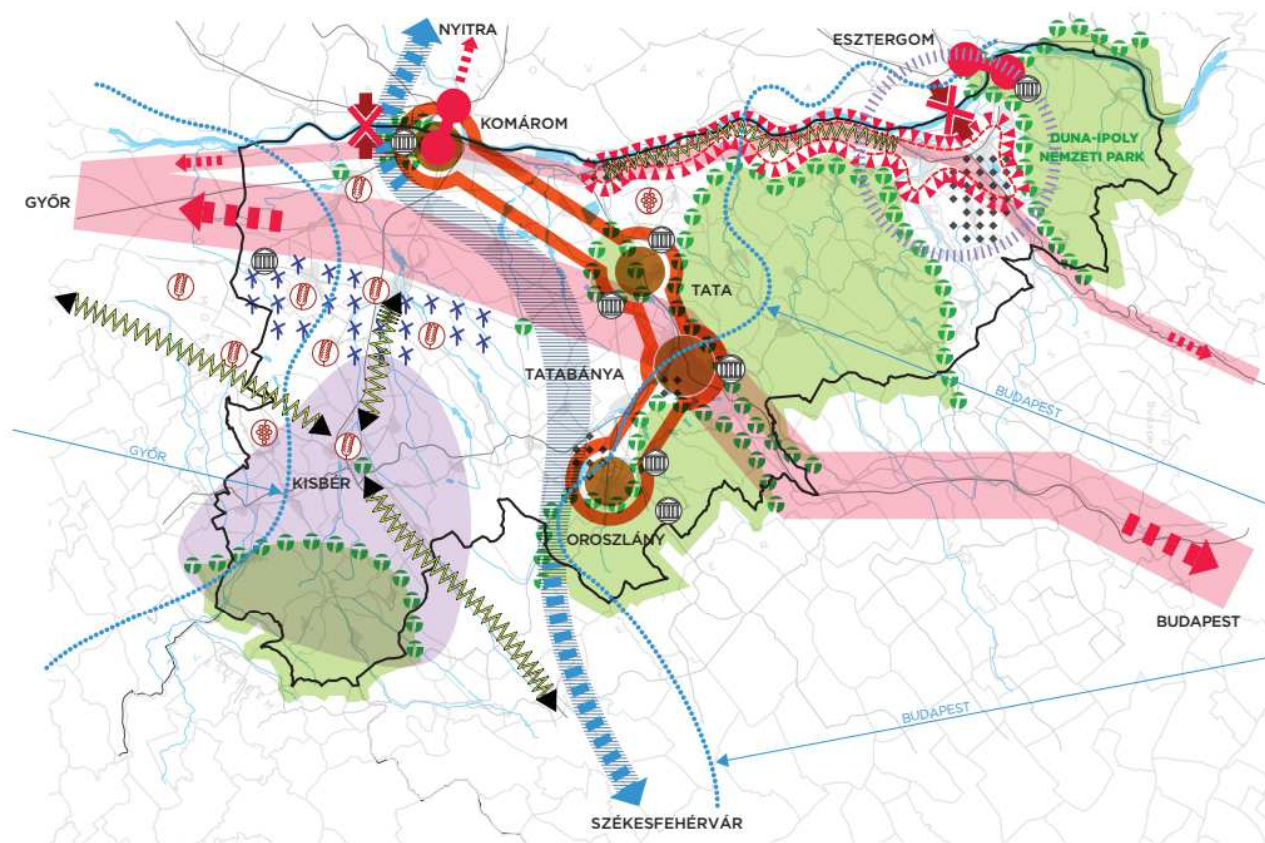 NYITRA
ESZTERGOM
KOMÁROM
DUNA-IPOLY
NEMZETI PARK
GYŐR
TATA
TATABÁNYA
BUDAPEST
GYŐR
KISBÉR
OROSZLÁNY
BUDAPEST
BUDAPEST
SZÉKESFEHÉRVÁR